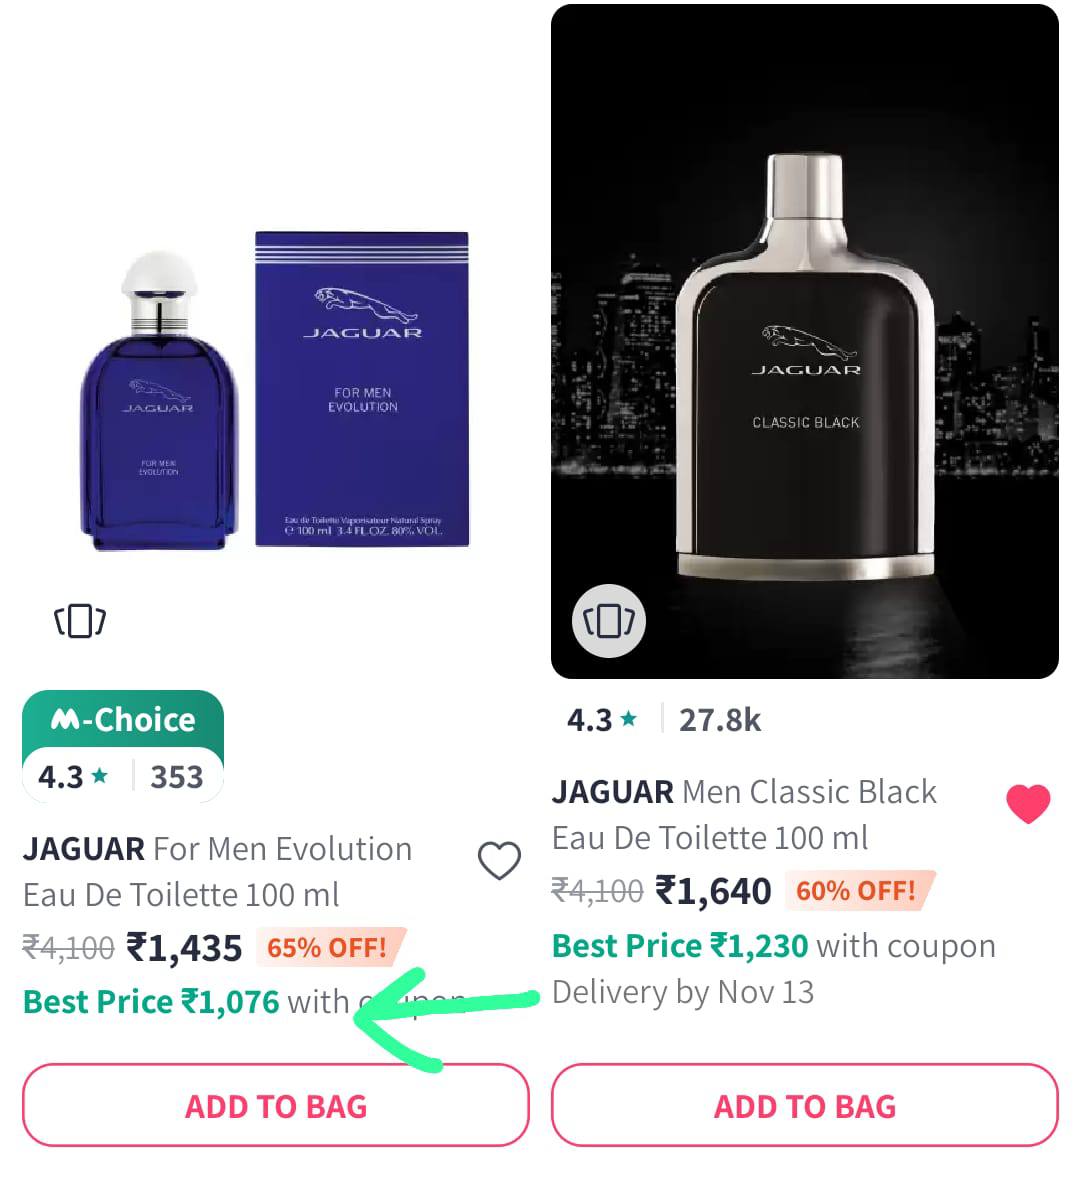 JAGUAR
FOR MEN
EVOLUTION
JAGUAR
FOR MEN
EVOLUTION
Eau de Toilette Vaporisateur Natural Spray
℮ 100 ml 3.4 FL.OZ. 80% VOL.
M-Choice
4.3 ★ | 353
JAGUAR For Men Evolution
Eau De Toilette 100 ml
₹4,100 ₹1,435 65% OFF!
Best Price ₹1,076 with coupon
ADD TO BAG
JAGUAR
CLASSIC BLACK
4.3 ★ | 27.8k
JAGUAR Men Classic Black
Eau De Toilette 100 ml
₹4,100 ₹1,640 60% OFF!
Best Price ₹1,230 with coupon
Delivery by Nov 13
ADD TO BAG